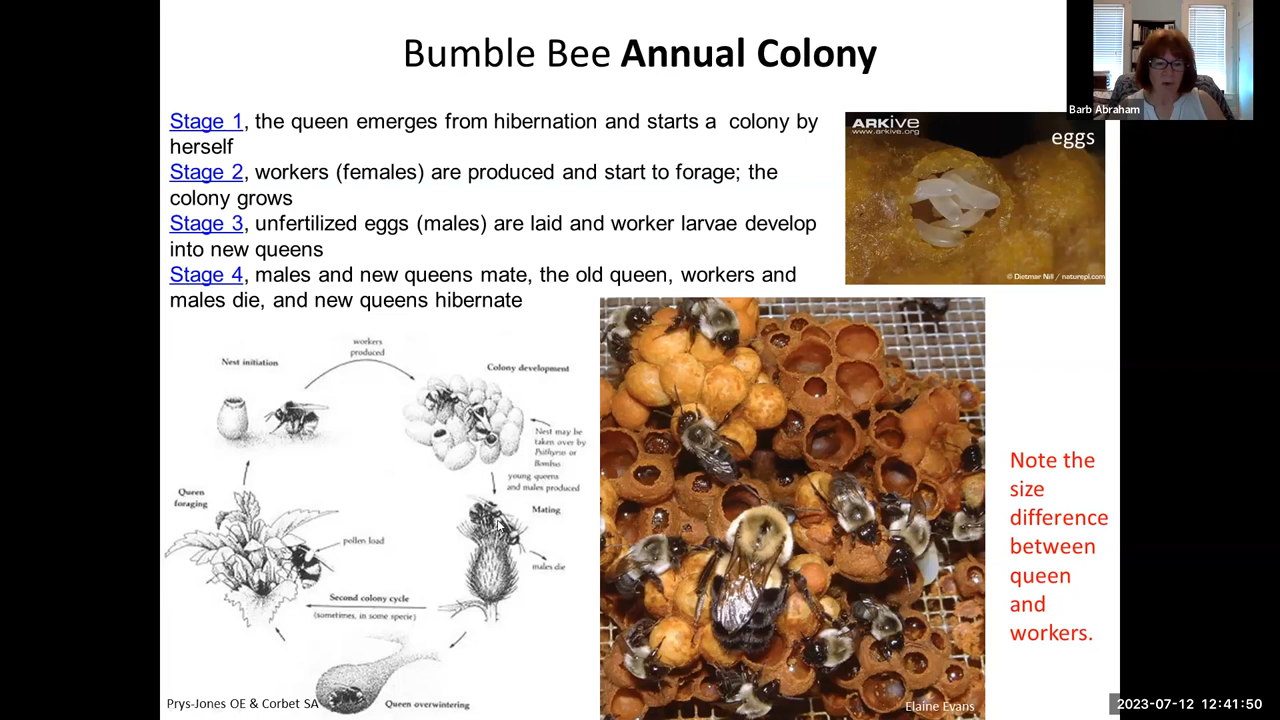 Bumble Bee Annual Colony
Stage 1, the queen emerges from hibernation and starts a colony by
herself
Stage 2, workers (females) are produced and start to forage; the
colony grows
Stage 3, unfertilized eggs (males) are laid and worker larvae develop
into new queens
Stage 4, males and new queens mate, the old queen, workers and
males die, and new queens hibernate
Barb Abraham
ARKive
www.arkive.org
eggs
© Dietmar Nill / naturepl.com
workers
produced
Nest initiation
Colony development
Nest may be
taken over by
Psithyrus or
Bombus
young queens
and males produced
Queen
foraging
Mating
pollen load
males die
Second colony cycle
(sometimes, in some specie)
Queen overwintering
Prys-Jones OE & Corbet SA
Elaine Evans
Note the
size
difference
between
queen
and
workers.
2023-07-12 12:41:50